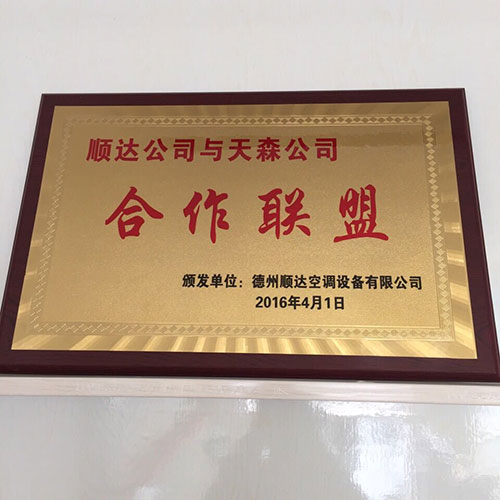 顺达公司与天森公司
合作联盟
颁发单位：德州顺达空调设备有限公司
2016年4月1日